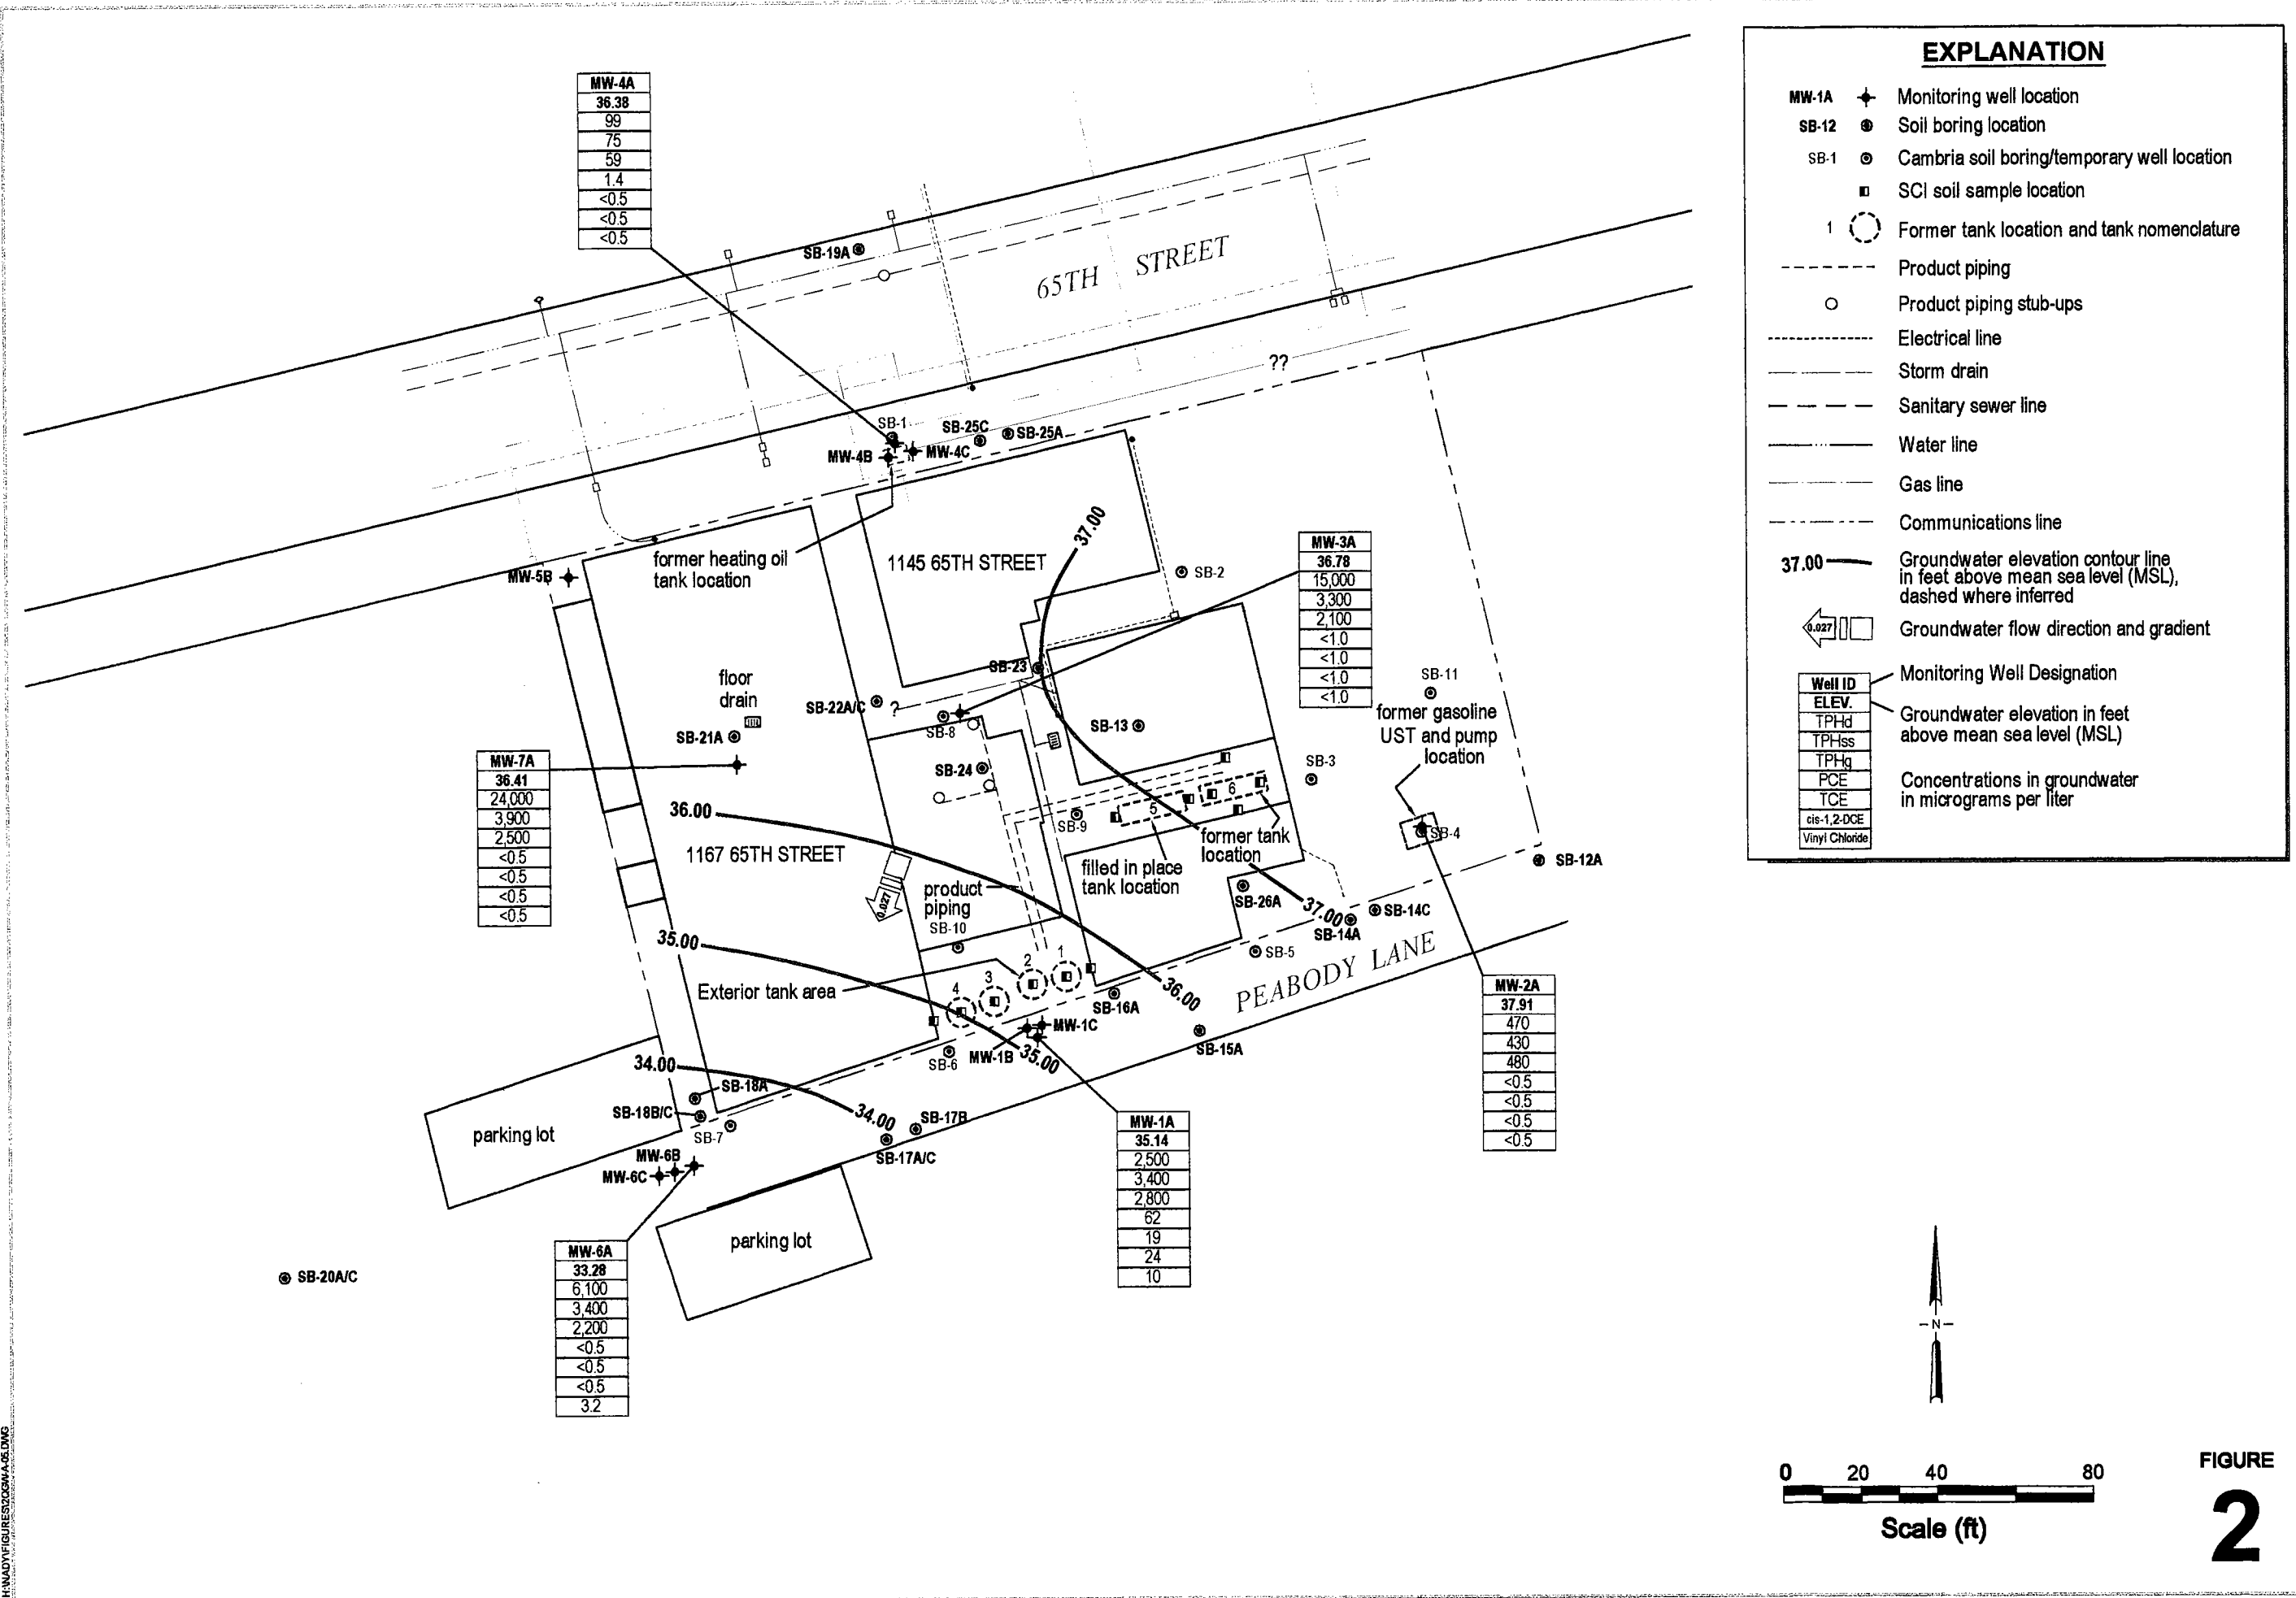 MW-4A
36.38
99
75
59
1.4
<0.5
<0.5
<0.5
SB-19A
65TH STREET
??
SB-1
SB-25C
SB-25A
MW-4B
MW-4C
former heating oil
tank location
MW-5B
1145 65TH STREET
37.00
SB-2
MW-3A
36.78
15,000
3,300
2,100
<1.0
<1.0
<1.0
<1.0
floor
drain
SB-23
SB-22A/C
?
SB-8
SB-21A
SB-13
SB-11
former gasoline
UST and pump
location
SB-24
SB-3
MW-7A
36.41
24,000
3,900
2,500
<0.5
<0.5
<0.5
<0.5
36.00
1167 65TH STREET
5
6
SB-9
SB-4
former tank
location
filled in place
tank location
SB-12A
0.027
product
piping
SB-10
SB-26A
37.00
SB-14C
SB-14A
SB-5
PEABODY LANE
35.00
Exterior tank area
1
2
3
4
36.00
SB-16A
MW-1C
MW-1B
35.00
SB-6
SB-15A
MW-2A
37.91
470
430
480
<0.5
<0.5
<0.5
<0.5
34.00
SB-18A
SB-18B/C
SB-7
34.00
SB-17B
SB-17A/C
parking lot
MW-6B
MW-6C
MW-1A
35.14
2,500
3,400
2,800
62
19
24
10
parking lot
MW-6A
33.28
6,100
3,400
2,200
<0.5
<0.5
<0.5
3.2
SB-20A/C
EXPLANATION
MW-1A Monitoring well location
SB-12 Soil boring location
SB-1 Cambria soil boring/temporary well location
SCI soil sample location
1 Former tank location and tank nomenclature
Product piping
Product piping stub-ups
Electrical line
Storm drain
Sanitary sewer line
Water line
Gas line
Communications line
37.00 Groundwater elevation contour line
in feet above mean sea level (MSL),
dashed where inferred
0.027 Groundwater flow direction and gradient
Monitoring Well Designation
Well ID
ELEV.
TPHd
TPHss
TPHg
PCE
TCE
cis-1,2-DCE
Vinyl Chloride
Groundwater elevation in feet
above mean sea level (MSL)
Concentrations in groundwater
in micrograms per liter
N
0 20 40 80
Scale (ft)
FIGURE
2
H:\NADY\FIGURES\2QGW-A-05.DWG